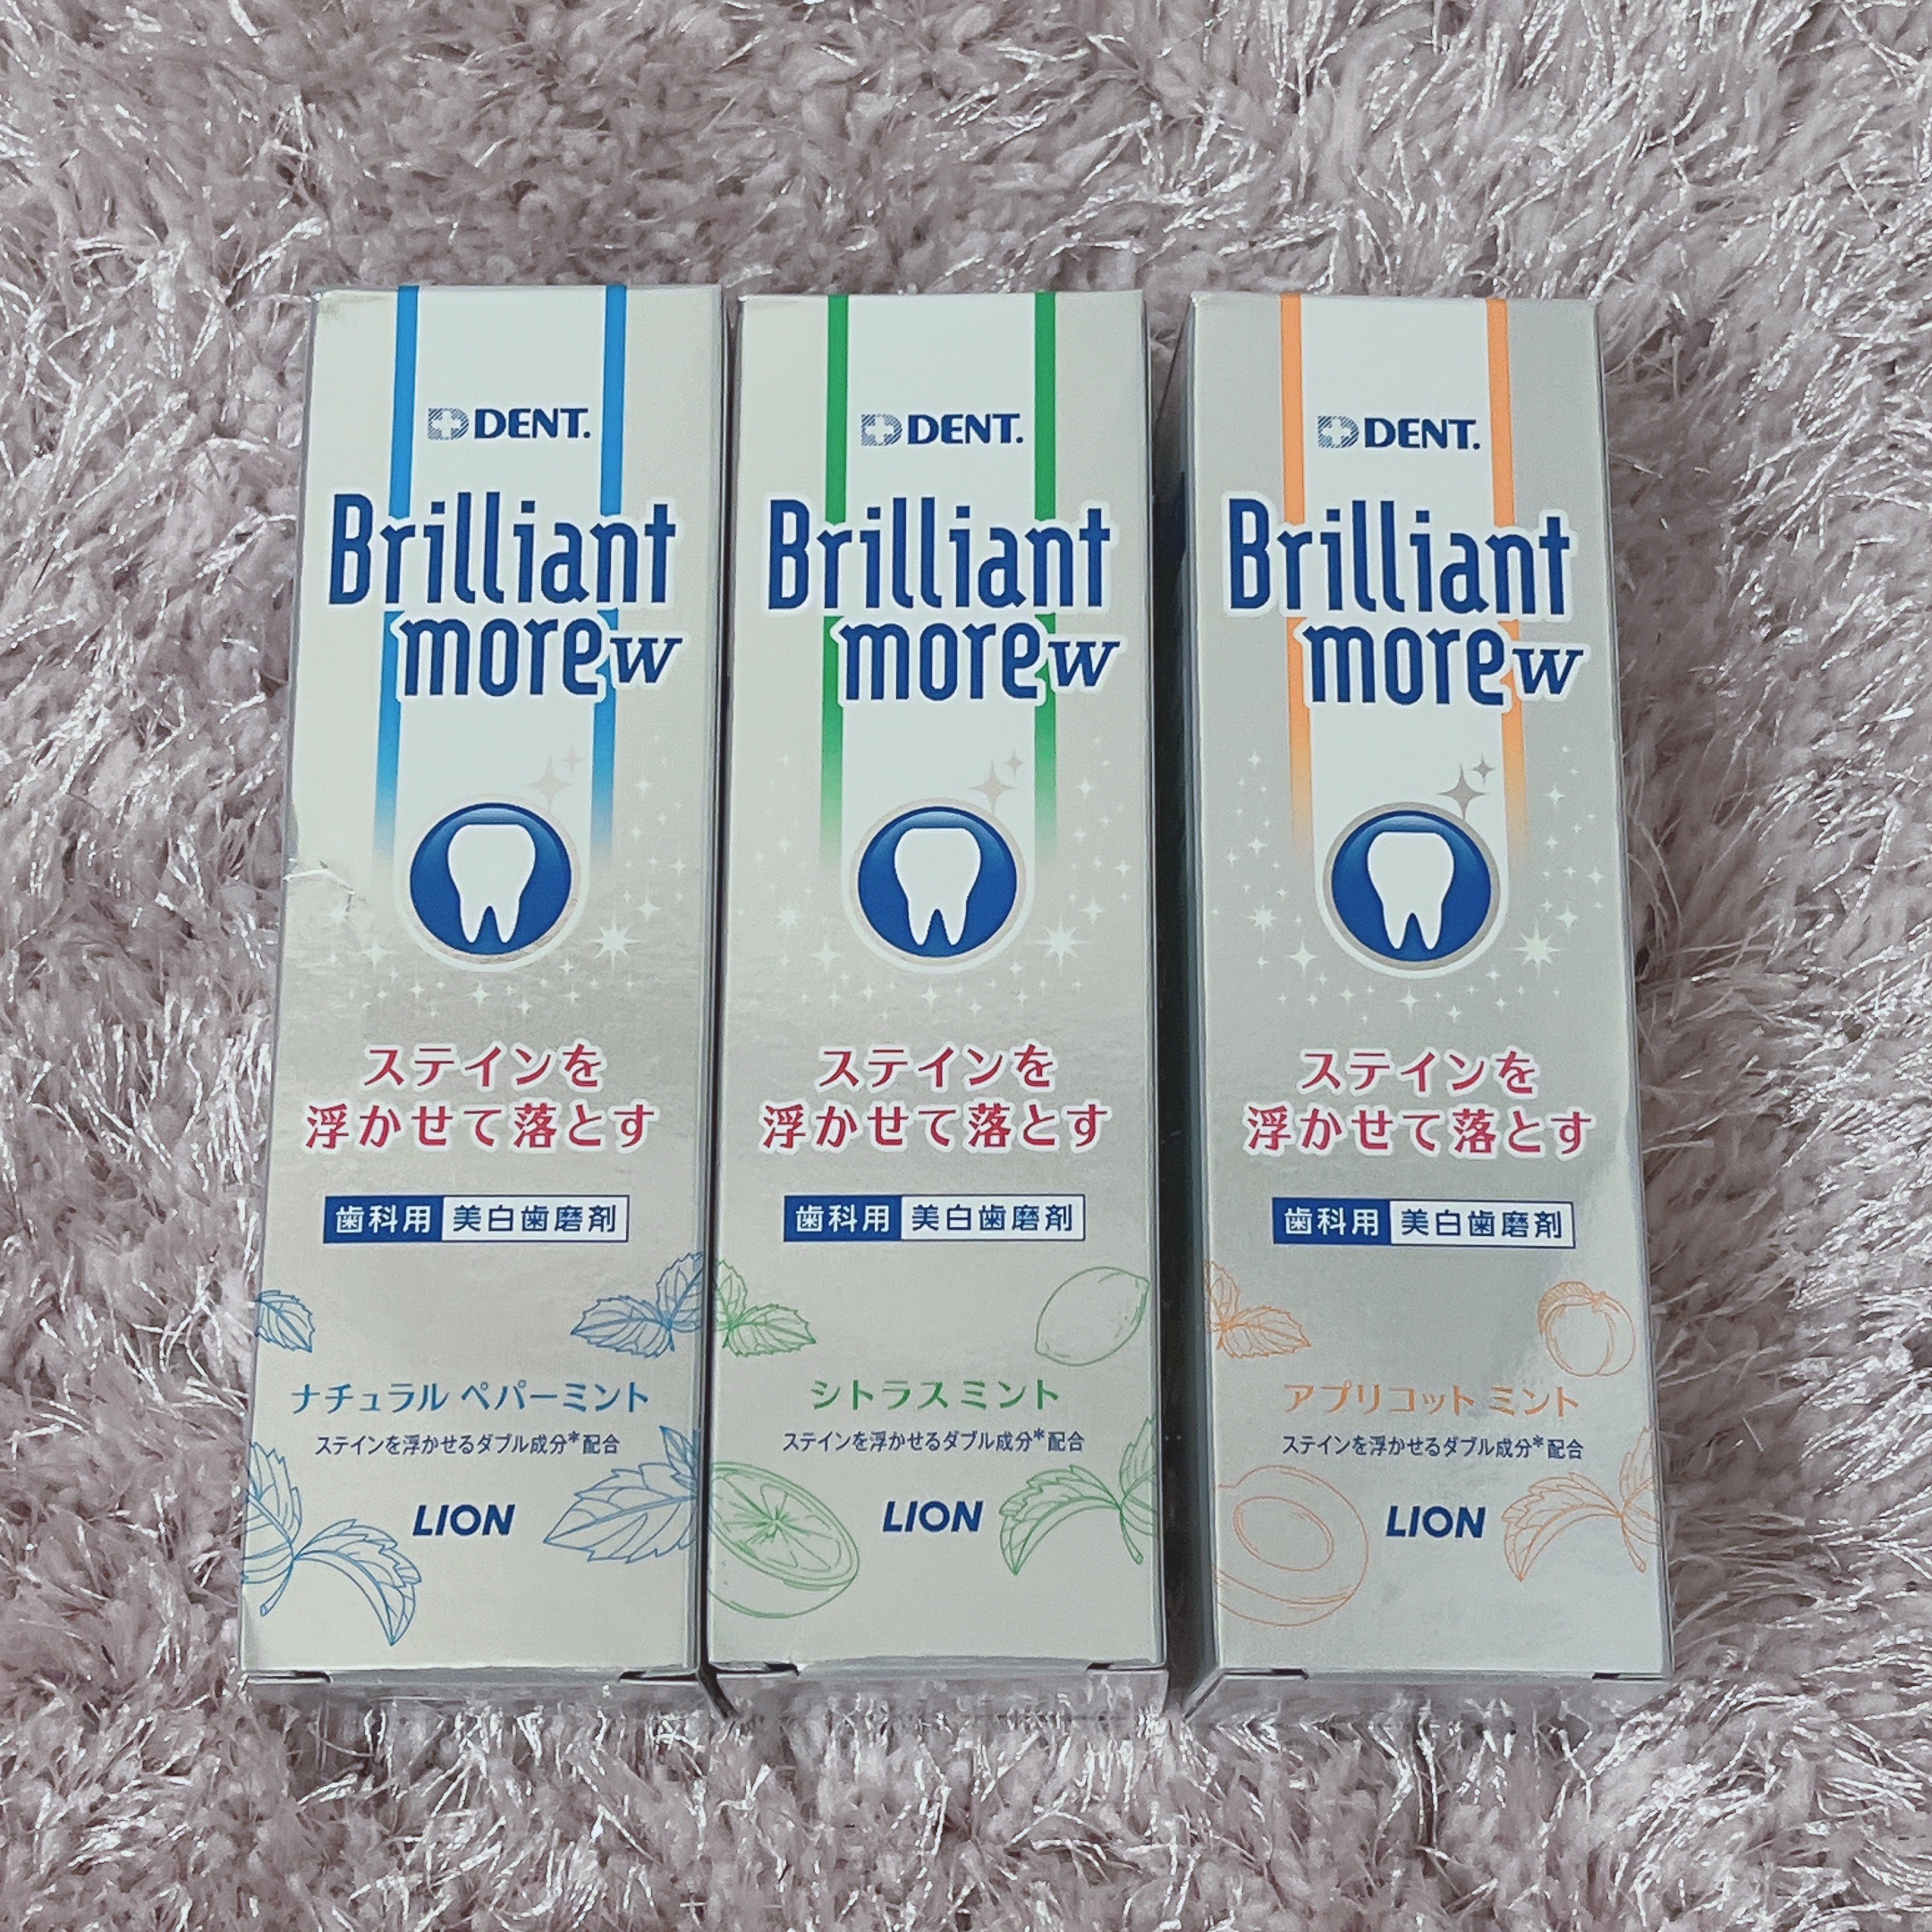 DENT.
Brilliant
more w
ステインを
浮かせて落とす
歯科用 美白歯磨剤
ナチュラル ペパーミント
ステインを浮かせるダブル成分*配合
LION
DENT.
Brilliant
more w
ステインを
浮かせて落とす
歯科用 美白歯磨剤
シトラス ミント
ステインを浮かせるダブル成分*配合
LION
DENT.
Brilliant
more w
ステインを
浮かせて落とす
歯科用 美白歯磨剤
アプリコット ミント
ステインを浮かせるダブル成分*配合
LION